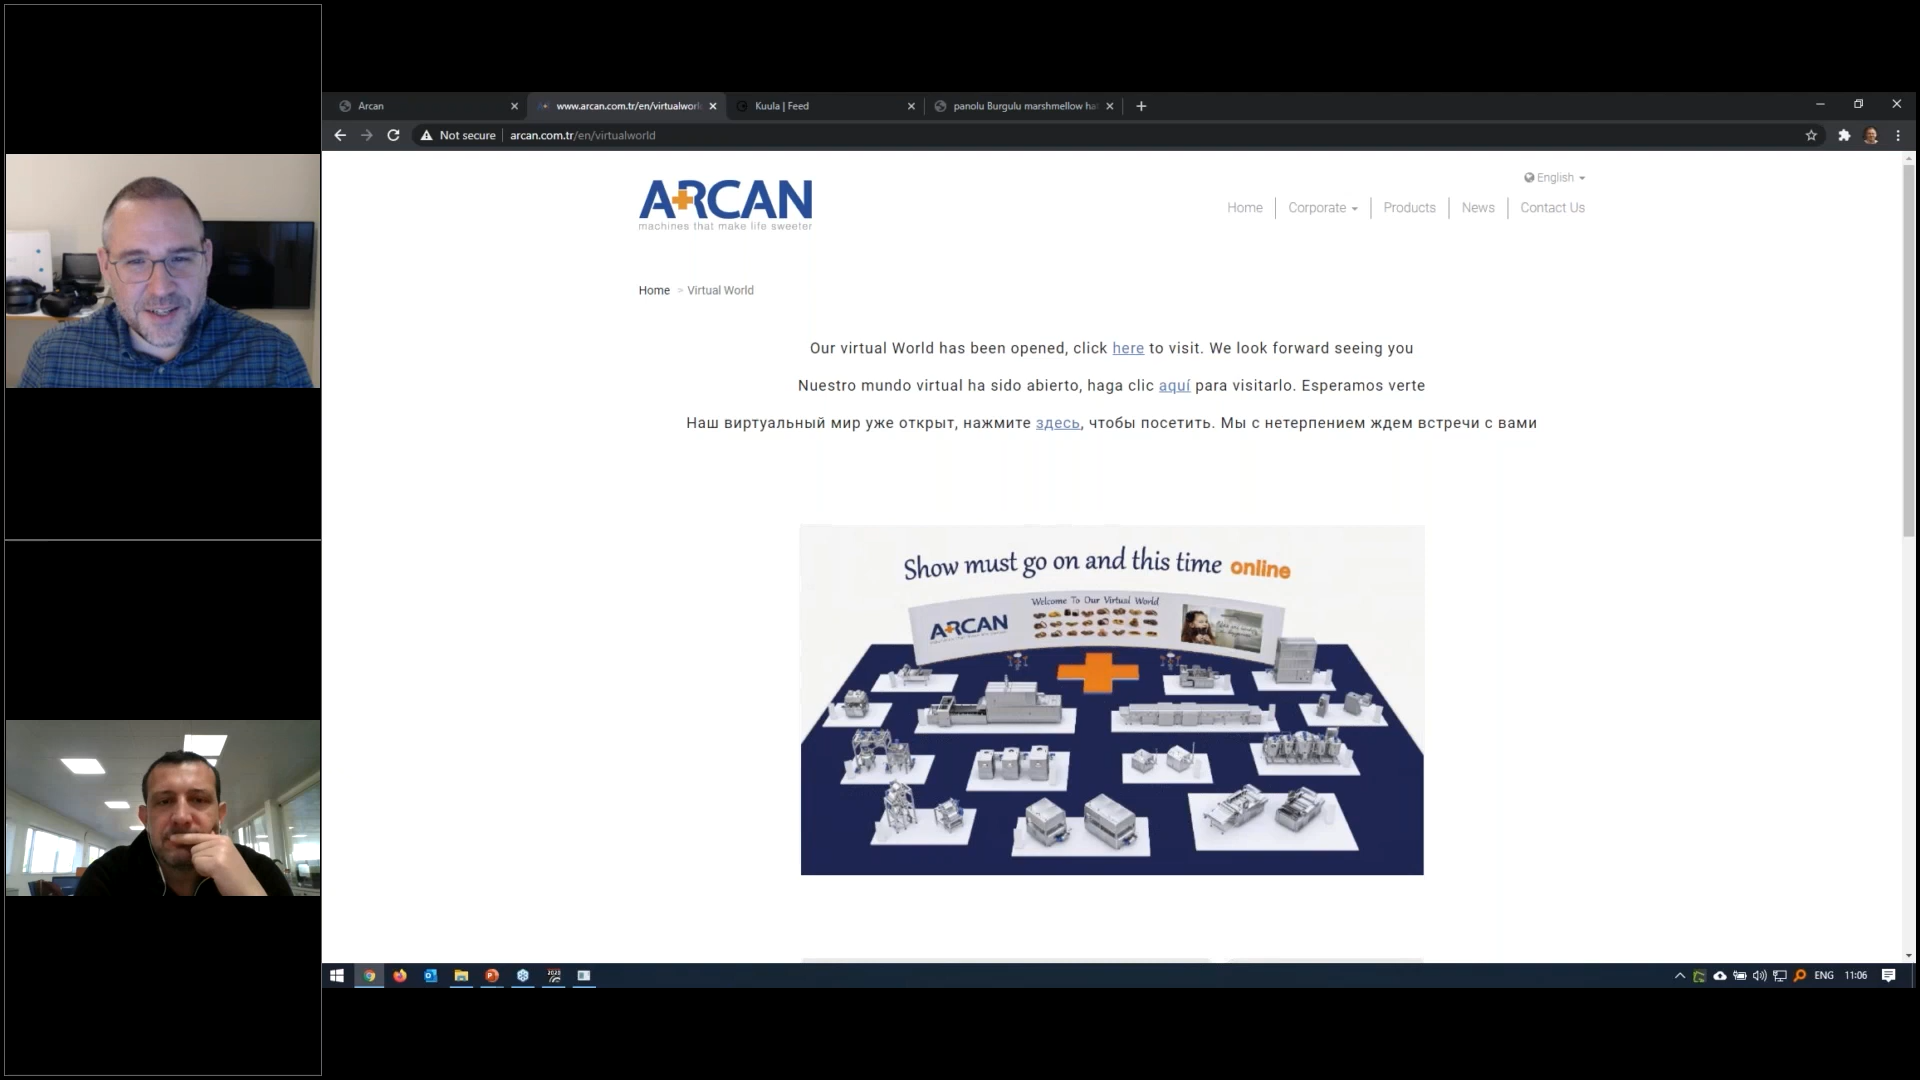 Arcan
www.arcan.com.tr/en/virtualworl
Kuula | Feed
panolu Burgulu marshmallow ha
Not secure
arcan.com.tr/en/virtualworld
English
ARCAN
machines that make life sweeter
Home
Corporate
Products
News
Contact Us
Home > Virtual World
Our virtual World has been opened, click here to visit. We look forward seeing you
Nuestro mundo virtual ha sido abierto, haga clic aquí para visitarlo. Esperamos verte
Наш виртуальный мир уже открыт, нажмите здесь, чтобы посетить. Мы с нетерпением ждем встречи с вами
Show must go on and this time online
Welcome To Our Virtual World
ARCAN
ENG
11:06